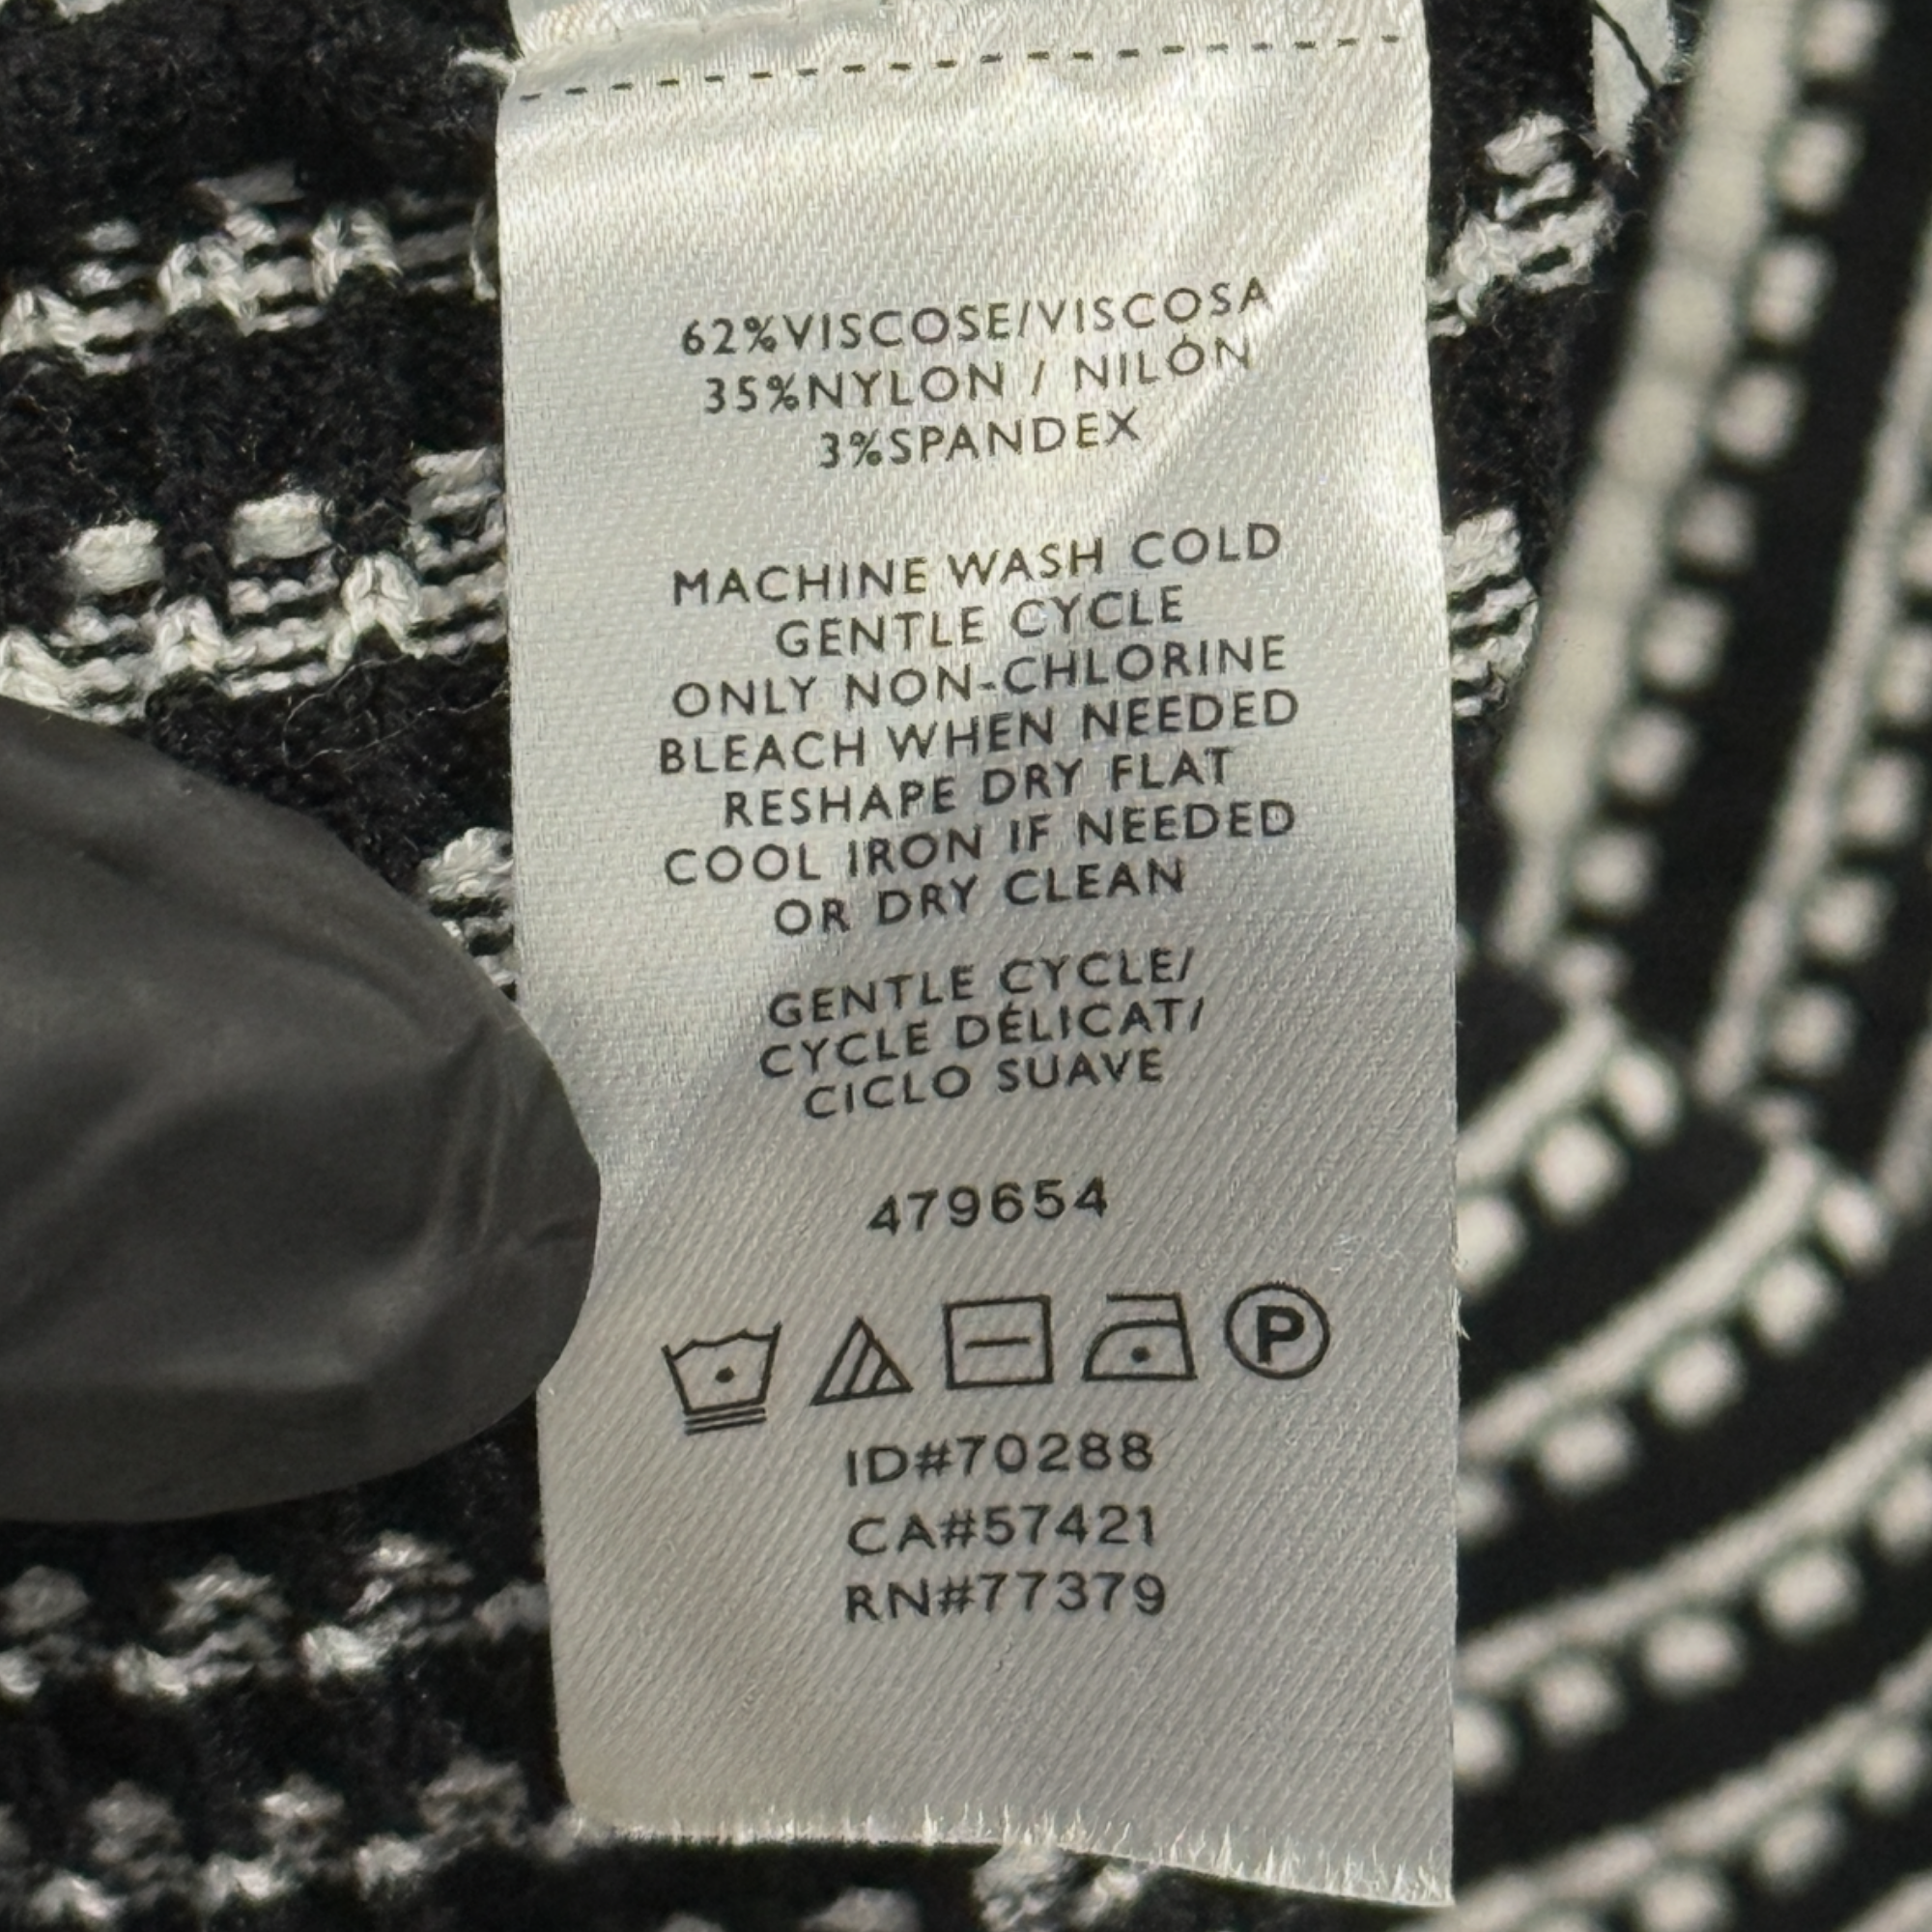 62%VISCOSE/VISCOSA
35%NYLON / NILÓN
3%SPANDEX
MACHINE WASH COLD
GENTLE CYCLE
ONLY NON-CHLORINE
BLEACH WHEN NEEDED
RESHAPE DRY FLAT
COOL IRON IF NEEDED
OR DRY CLEAN
GENTLE CYCLE/
CYCLE DÉLICAT/
CICLO SUAVE
479654
P
ID#70288
CA#57421
RN#77379